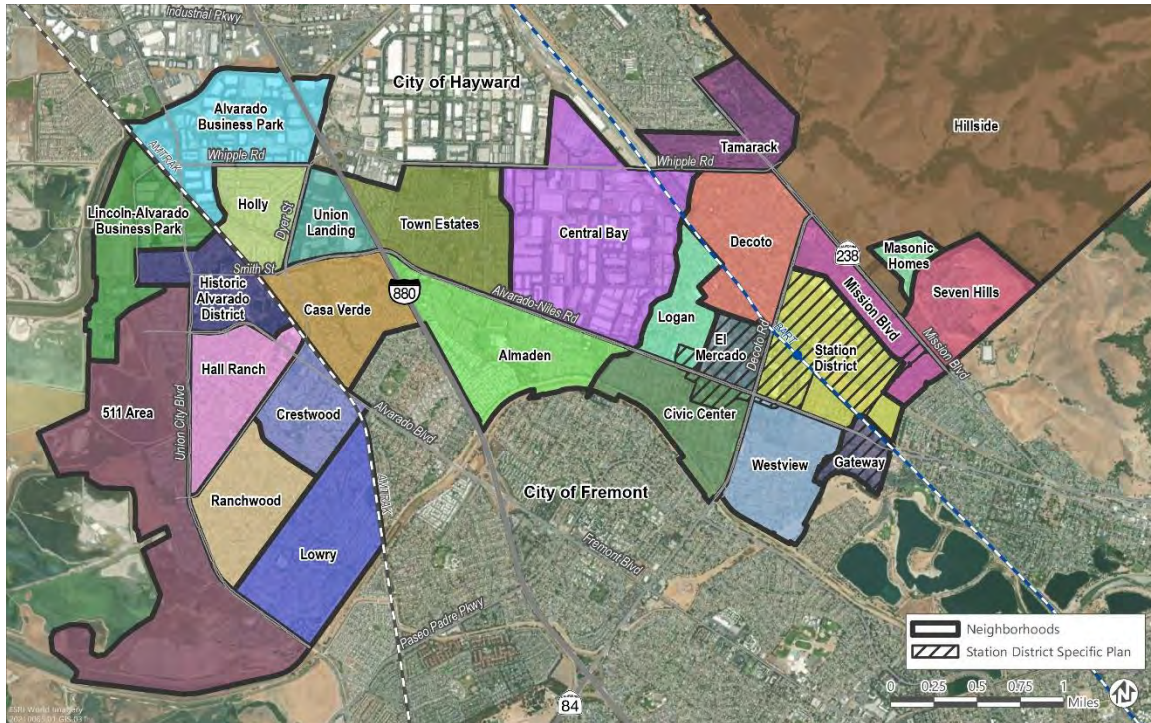 Industrial Pkwy
City of Hayward
Alvarado
Business Park
Hillside
Tamarack
AMTRAK
Whipple Rd
Whipple Rd
Holly
Dyer St
Union
Landing
Town Estates
Lincoln-Alvarado
Business Park
Central Bay
Decoto
238
Masonic
Homes
Seven Hills
Mission Blvd
Mission Blvd
Smith St
Historic
Alvarado
District
Casa Verde
880
Alvarado-Niles Rd
Logan
El
Mercado
Decoto Rd
BART
Station
District
Almaden
Hall Ranch
511 Area
Union City Blvd
Crestwood
Alvarado Blvd
Civic Center
Westview
Gateway
City of Fremont
Ranchwood
AMTRAK
Lowry
Fremont Blvd
Paseo Padre Pkwy
84
Neighborhoods
Station District Specific Plan
0 0.25 0.5 0.75 1
Miles
N
ESRI World Imagery